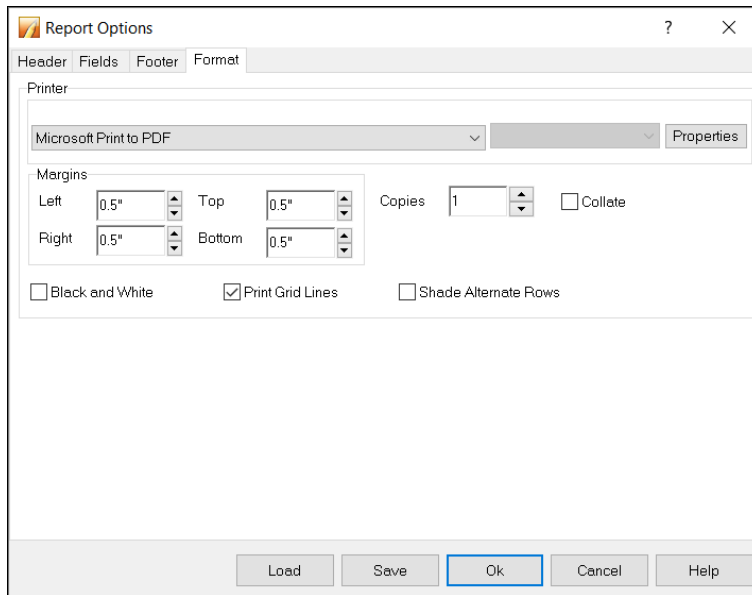 Report Options
Header Fields Footer Format
Printer
Microsoft Print to PDF Properties
Margins
Left 0.5" Top 0.5" Copies 1 Collate
Right 0.5" Bottom 0.5"
Black and White Print Grid Lines Shade Alternate Rows
Load Save Ok Cancel Help